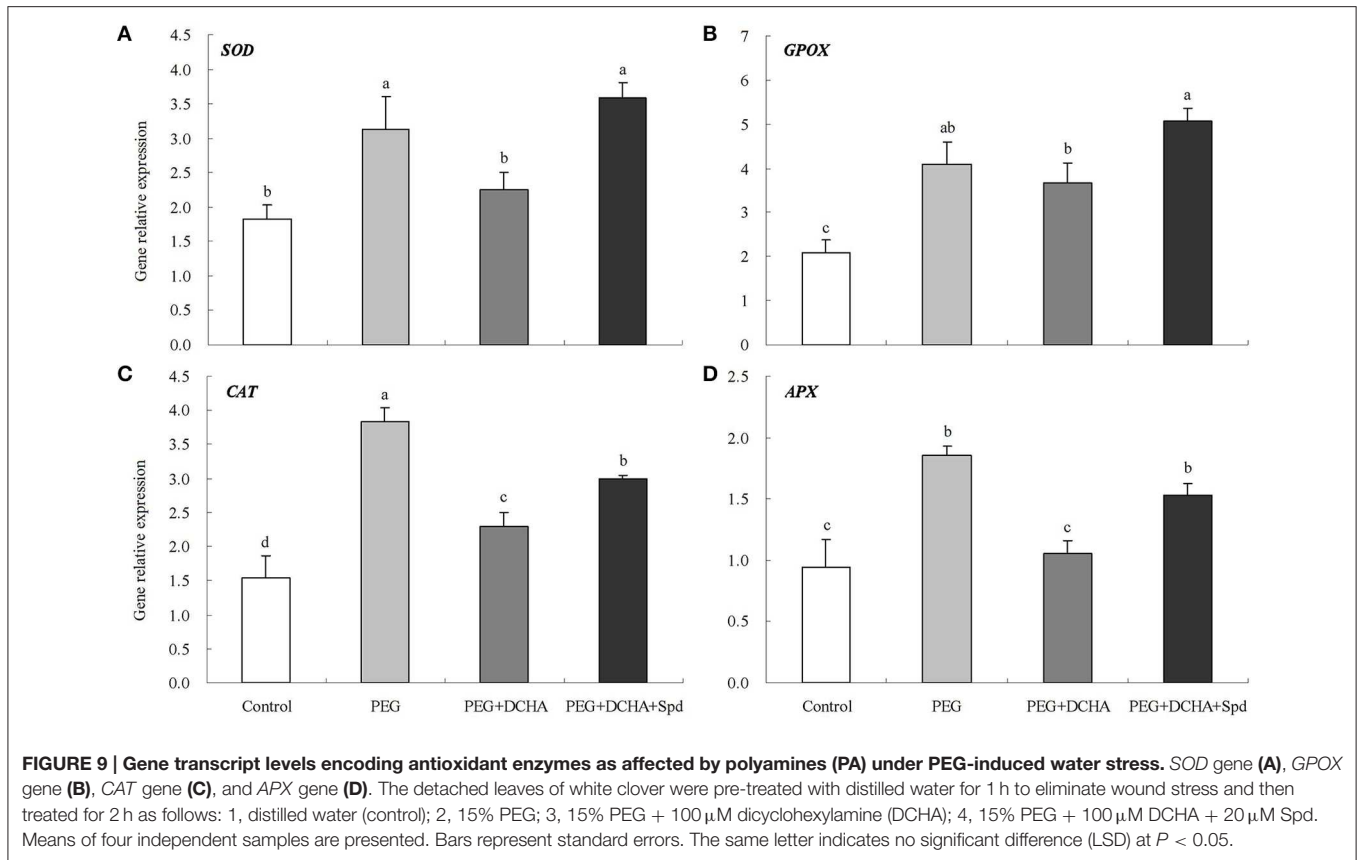 A
SOD
4.5
4.0
3.5
3.0
2.5
2.0
1.5
1.0
0.5
0.0
Gene relative expression
b
a
b
a
B
GPOX
7
6
5
4
3
2
1
0
c
ab
b
a
C
CAT
4.5
4.0
3.5
3.0
2.5
2.0
1.5
1.0
0.5
0.0
Gene relative expression
d
a
c
b
Control PEG PEG+DCHA PEG+DCHA+Spd
D
APX
2.5
2.0
1.5
1.0
0.5
0.0
c
b
c
b
Control PEG PEG+DCHA PEG+DCHA+Spd
FIGURE 9 | Gene transcript levels encoding antioxidant enzymes as affected by polyamines (PA) under PEG-induced water stress. SOD gene (A), GPOX
gene (B), CAT gene (C), and APX gene (D). The detached leaves of white clover were pre-treated with distilled water for 1 h to eliminate wound stress and then
treated for 2 h as follows: 1, distilled water (control); 2, 15% PEG; 3, 15% PEG + 100 μM dicyclohexylamine (DCHA); 4, 15% PEG + 100 μM DCHA + 20 μM Spd.
Means of four independent samples are presented. Bars represent standard errors. The same letter indicates no significant difference (LSD) at P < 0.05.